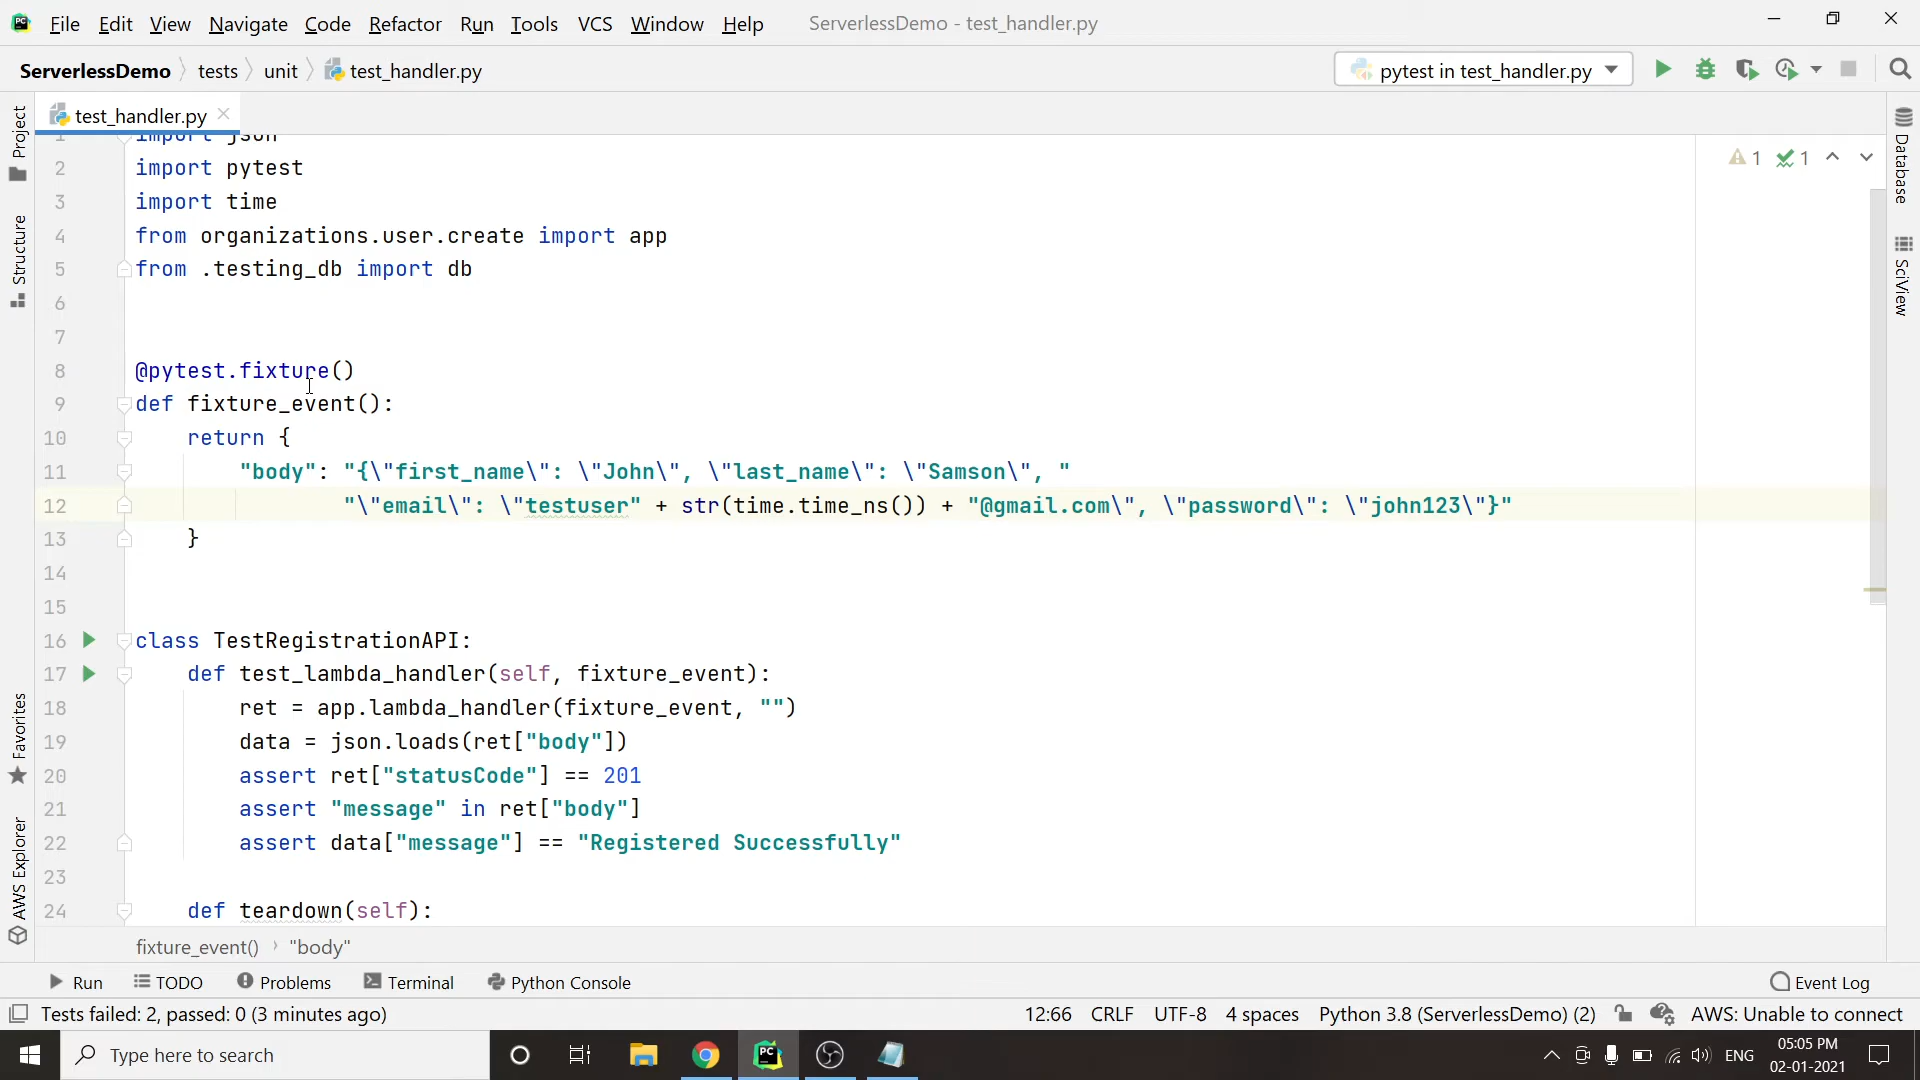 File Edit View Navigate Code Refactor Run Tools VCS Window Help ServerlessDemo - test_handler.py
ServerlessDemo tests unit test_handler.py pytest in test_handler.py
test_handler.py
Project
Structure
Favorites
AWS Explorer
Database
SciView
1 1
1 import json
2 import pytest
3 import time
4 from organizations.user.create import app
5 from .testing_db import db
6
7
8 @pytest.fixture()
9 def fixture_event():
10 return {
11 "body": "{\"first_name\": \"John\", \"last_name\": \"Samson\", "
12 "\"email\": \"testuser" + str(time.time_ns()) + "@gmail.com\", \"password\": \"john123\"}"
13 }
14
15
16 class TestRegistrationAPI:
17 def test_lambda_handler(self, fixture_event):
18 ret = app.lambda_handler(fixture_event, "")
19 data = json.loads(ret["body"])
20 assert ret["statusCode"] == 201
21 assert "message" in ret["body"]
22 assert data["message"] == "Registered Successfully"
23
24 def teardown(self):
fixture_event() "body"
Run TODO Problems Terminal Python Console Event Log
Tests failed: 2, passed: 0 (3 minutes ago) 12:66 CRLF UTF-8 4 spaces Python 3.8 (ServerlessDemo) (2) AWS: Unable to connect
Type here to search ENG 05:05 PM
02-01-2021